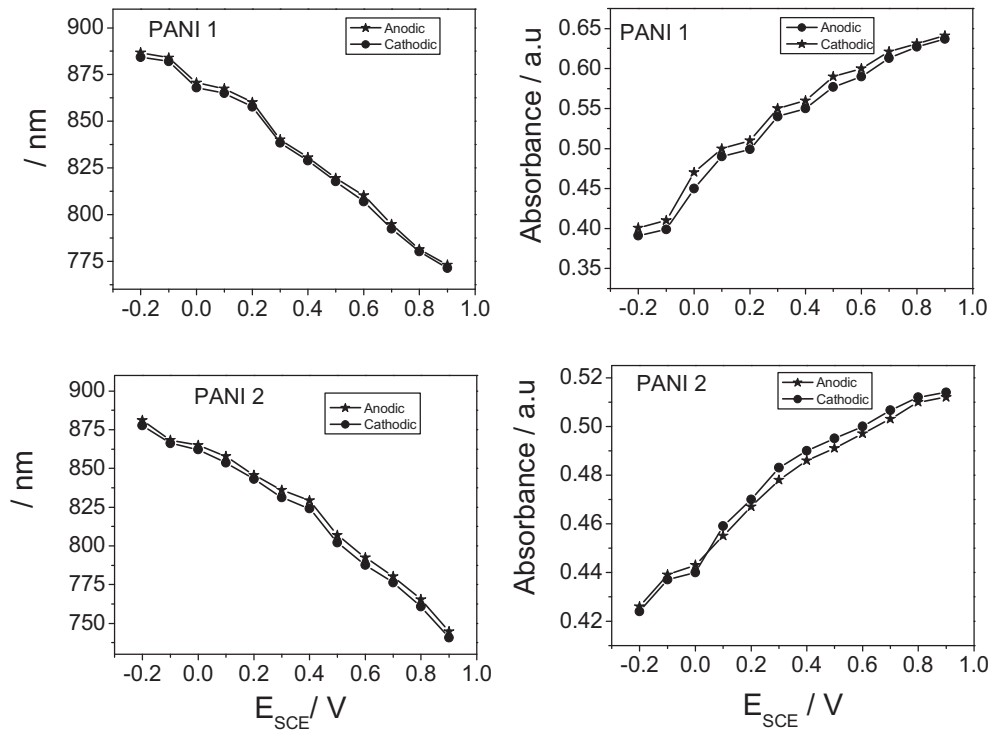 PANI 1
Anodic
Cathodic
900
875
850
825
800
775
/ nm
-0.2 0.0 0.2 0.4 0.6 0.8 1.0
PANI 1
Anodic
Cathodic
0.65
0.60
0.55
0.50
0.45
0.40
0.35
Absorbance / a.u
-0.2 0.0 0.2 0.4 0.6 0.8 1.0
PANI 2
Anodic
Cathodic
900
875
850
825
800
775
750
/ nm
-0.2 0.0 0.2 0.4 0.6 0.8 1.0
E_SCE / V
PANI 2
Anodic
Cathodic
0.52
0.50
0.48
0.46
0.44
0.42
Absorbance / a.u
-0.2 0.0 0.2 0.4 0.6 0.8 1.0
E_SCE / V